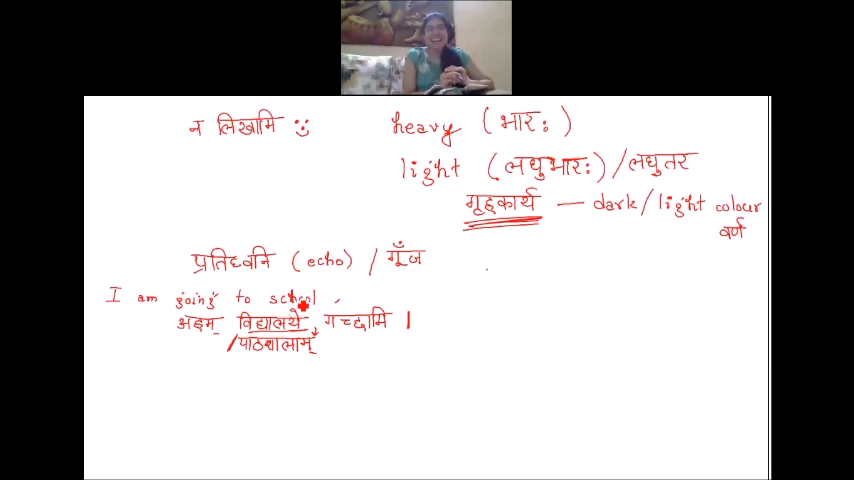 न लिखामि heavy (भारः)
light (लघुभारः)/लघुतर
गृहकार्य — dark/light colour
वर्ण
प्रतिध्वनि (echo) / गूँज
I am going to school
अहम् विद्यालये गच्छामि ।
/पाठशालाम्